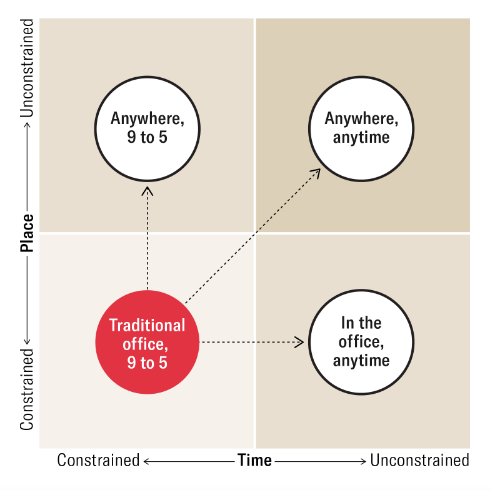 Unconstrained
Place
Constrained
Anywhere,
9 to 5
Anywhere,
anytime
Traditional
office,
9 to 5
In the
office,
anytime
Constrained
Time
Unconstrained